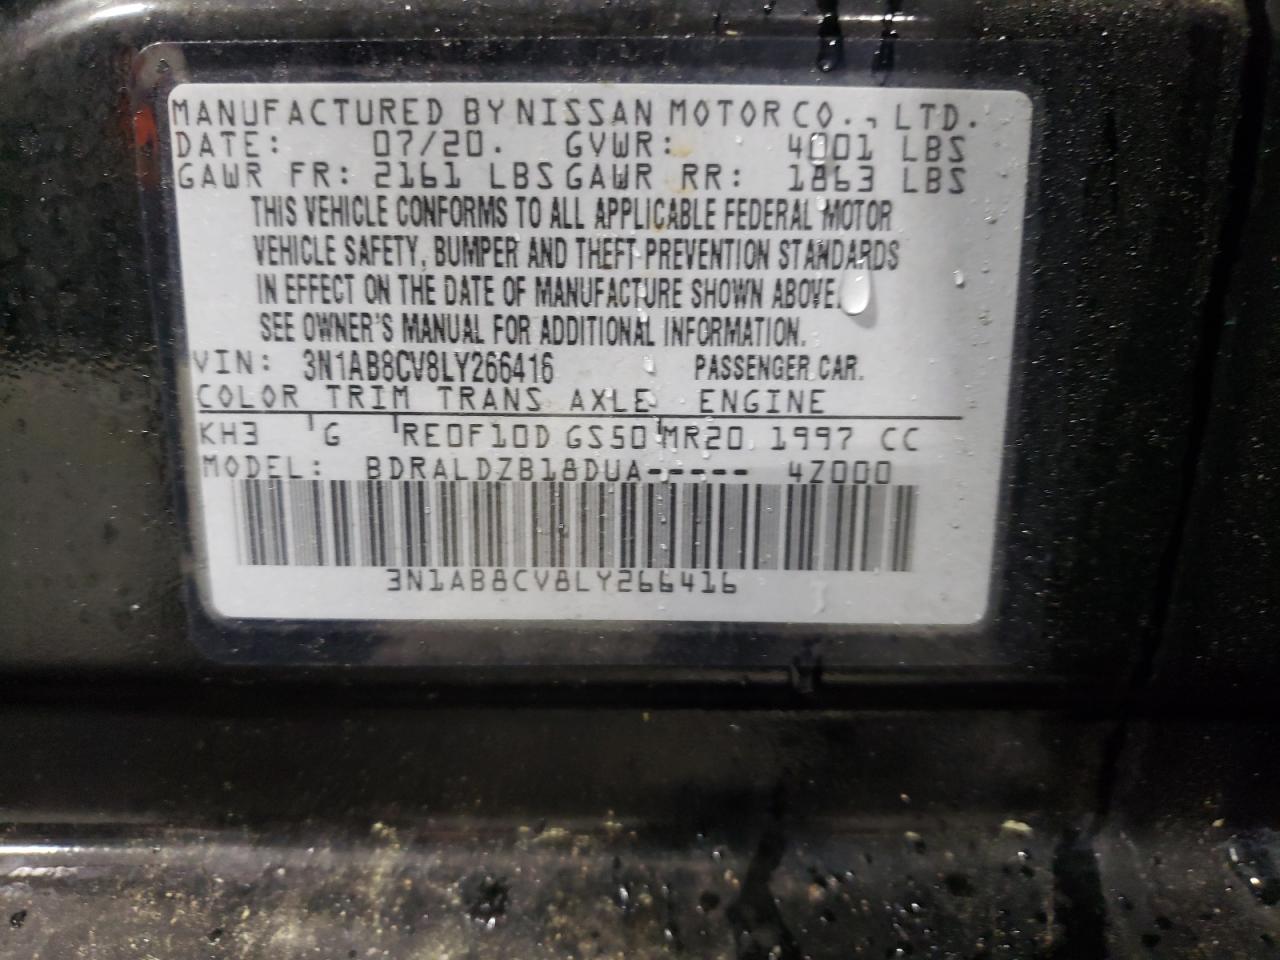 MANUFACTURED BY NISSAN MOTOR CO., LTD.
DATE: 07/20. GVWR: 4001 LBS
GAWR FR: 2161 LBS GAWR RR: 1863 LBS
THIS VEHICLE CONFORMS TO ALL APPLICABLE FEDERAL MOTOR
VEHICLE SAFETY, BUMPER AND THEFT PREVENTION STANDARDS
IN EFFECT ON THE DATE OF MANUFACTURE SHOWN ABOVE.
SEE OWNER'S MANUAL FOR ADDITIONAL INFORMATION.
VIN: 3N1AB8CV8LY266416 PASSENGER CAR.
COLOR TRIM TRANS AXLE ENGINE
KH3 G RE0F10D GS50 MR20 1997 CC
MODEL: BDRALDZB18DUA----- 4Z000
3N1AB8CV8LY266416